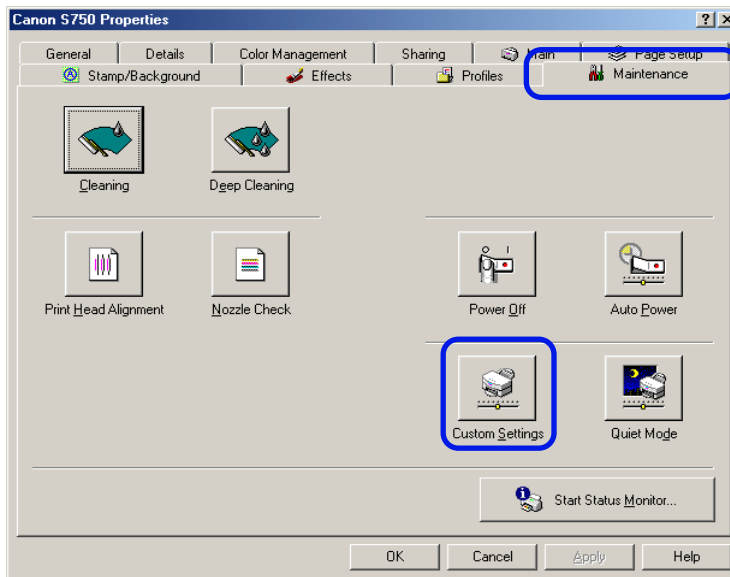 Canon S750 Properties
General Details Color Management Sharing Main Page Setup
Stamp/Background Effects Profiles Maintenance
Cleaning Deep Cleaning
Print Head Alignment Nozzle Check Power Off Auto Power
Custom Settings Quiet Mode
Start Status Monitor...
OK Cancel Apply Help